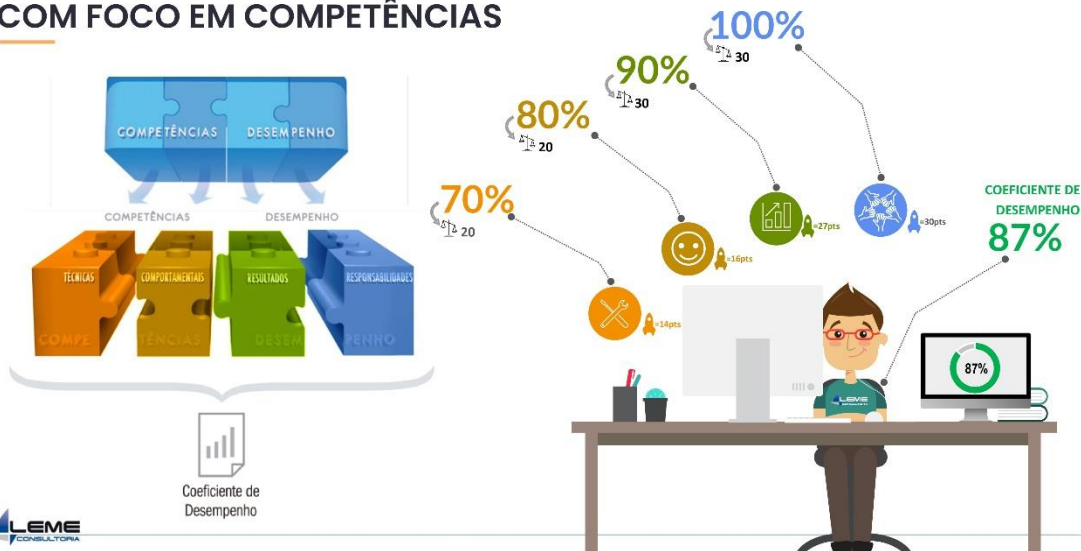 COM FOCO EM COMPETÊNCIAS
COMPETÊNCIAS DESEMPENHO
COMPETÊNCIAS DESEMPENHO
TÉCNICAS COMPORTAMENTAIS RESULTADOS RESPONSABILIDADES
COMPE TÊNCIAS DESEM PENHO
Coeficiente de
Desempenho
LEME
CONSULTORIA
70%
20
=14pts
80%
20
=16pts
90%
30
=27pts
100%
30
=30pts
COEFICIENTE DE
DESEMPENHO
87%
87%
LEME